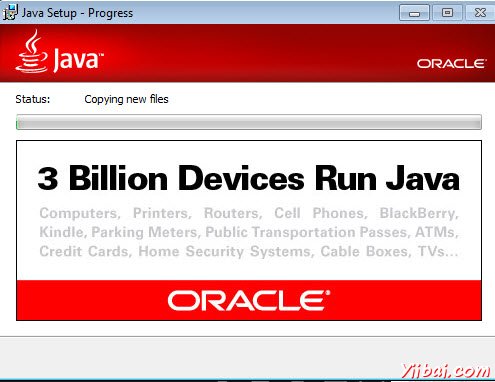 Java Setup - Progress
Java™
ORACLE®
Status: Copying new files
3 Billion Devices Run Java
Computers, Printers, Routers, Cell Phones, BlackBerry,
Kindle, Parking Meters, Public Transportation Passes, ATMs,
Credit Cards, Home Security Systems, Cable Boxes, TVs...
ORACLE®
Yiibai.com